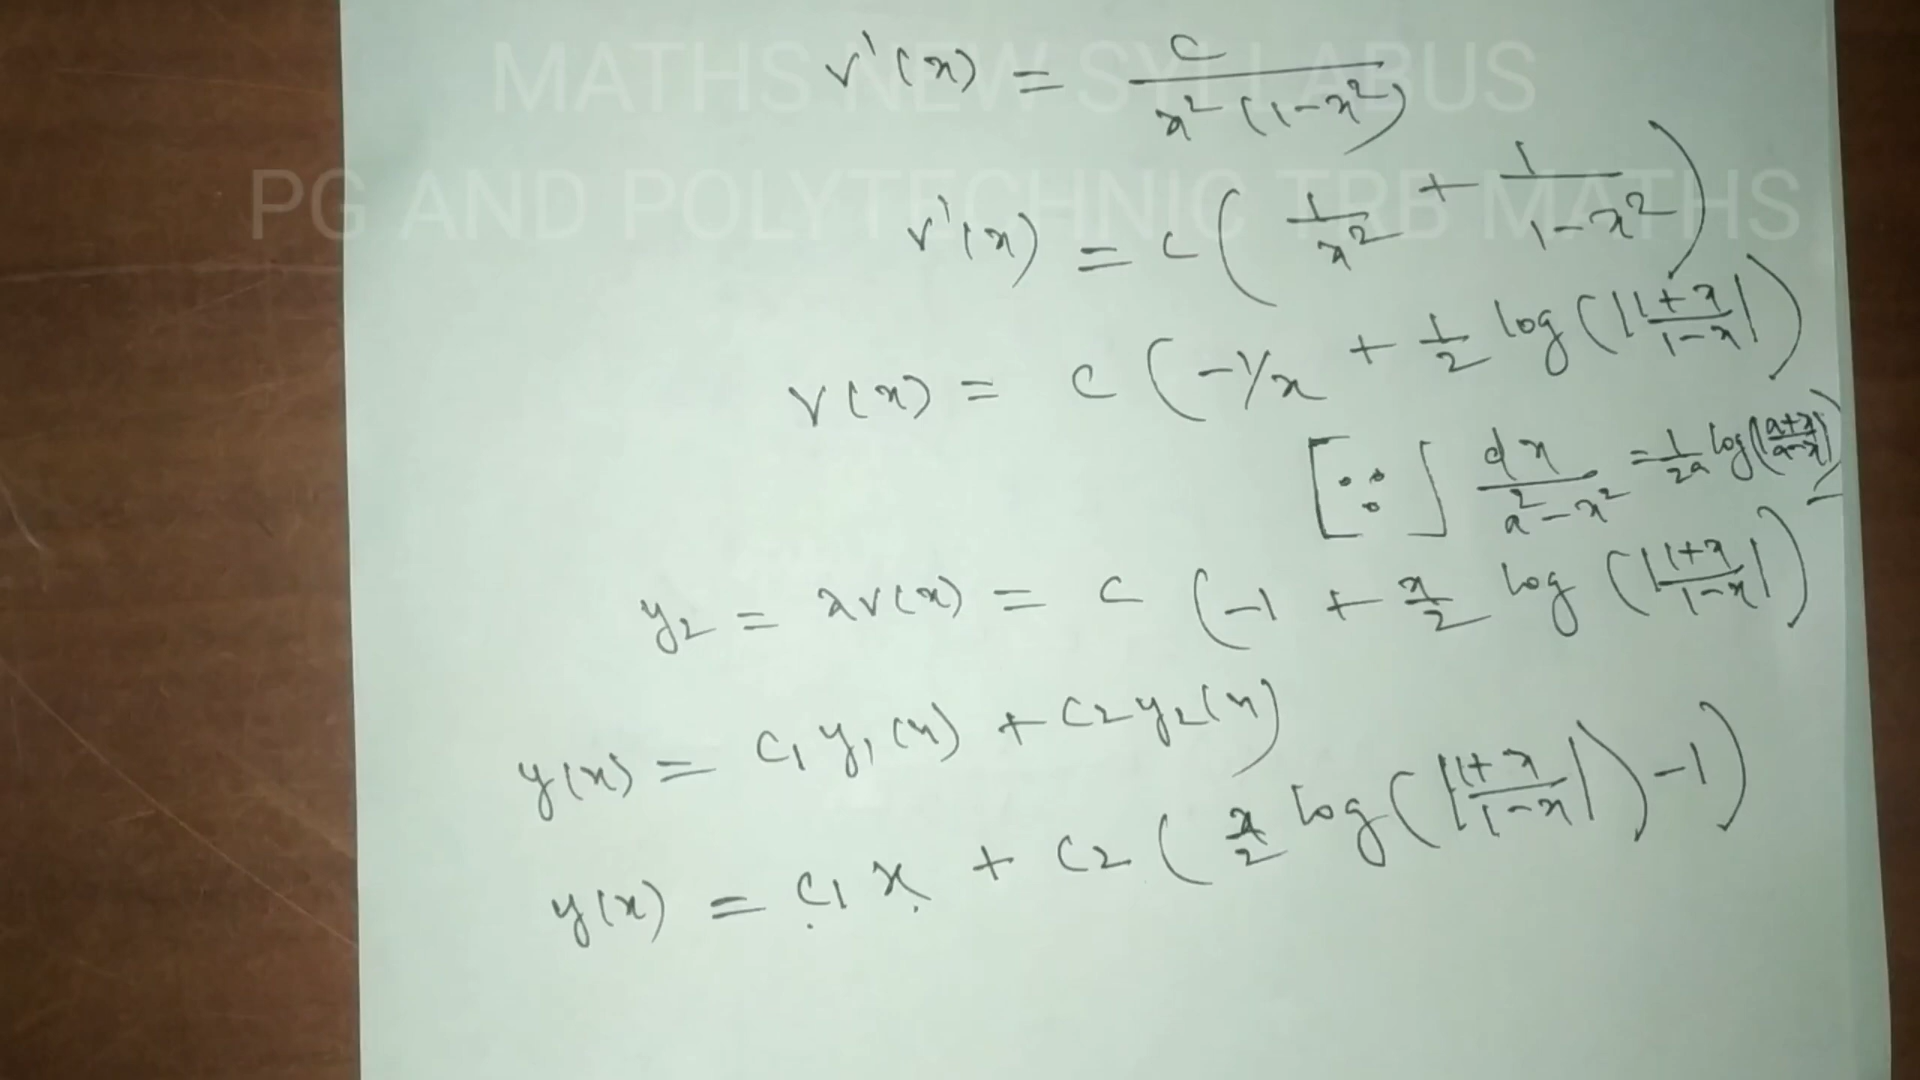 MATHS NEW SYLLABUS
PG AND POLYTECHNIC TRB MATHS
v'(x) = c / x²(1-x²)
v'(x) = c ( 1/x² + 1/1-x² )
v(x) = c ( -1/x + 1/2 log (|1+x/1-x|)
[∵ ∫ dx/a²-x² = 1/2a log(|a+x/a-x|)
y₂ = xv(x) = c (-1 + x/2 log (|1+x/1-x|)
y(x) = c₁y₁(x) + c₂y₂(x)
y(x) = c₁x + c₂ ( x/2 log(|1+x/1-x|) -1)